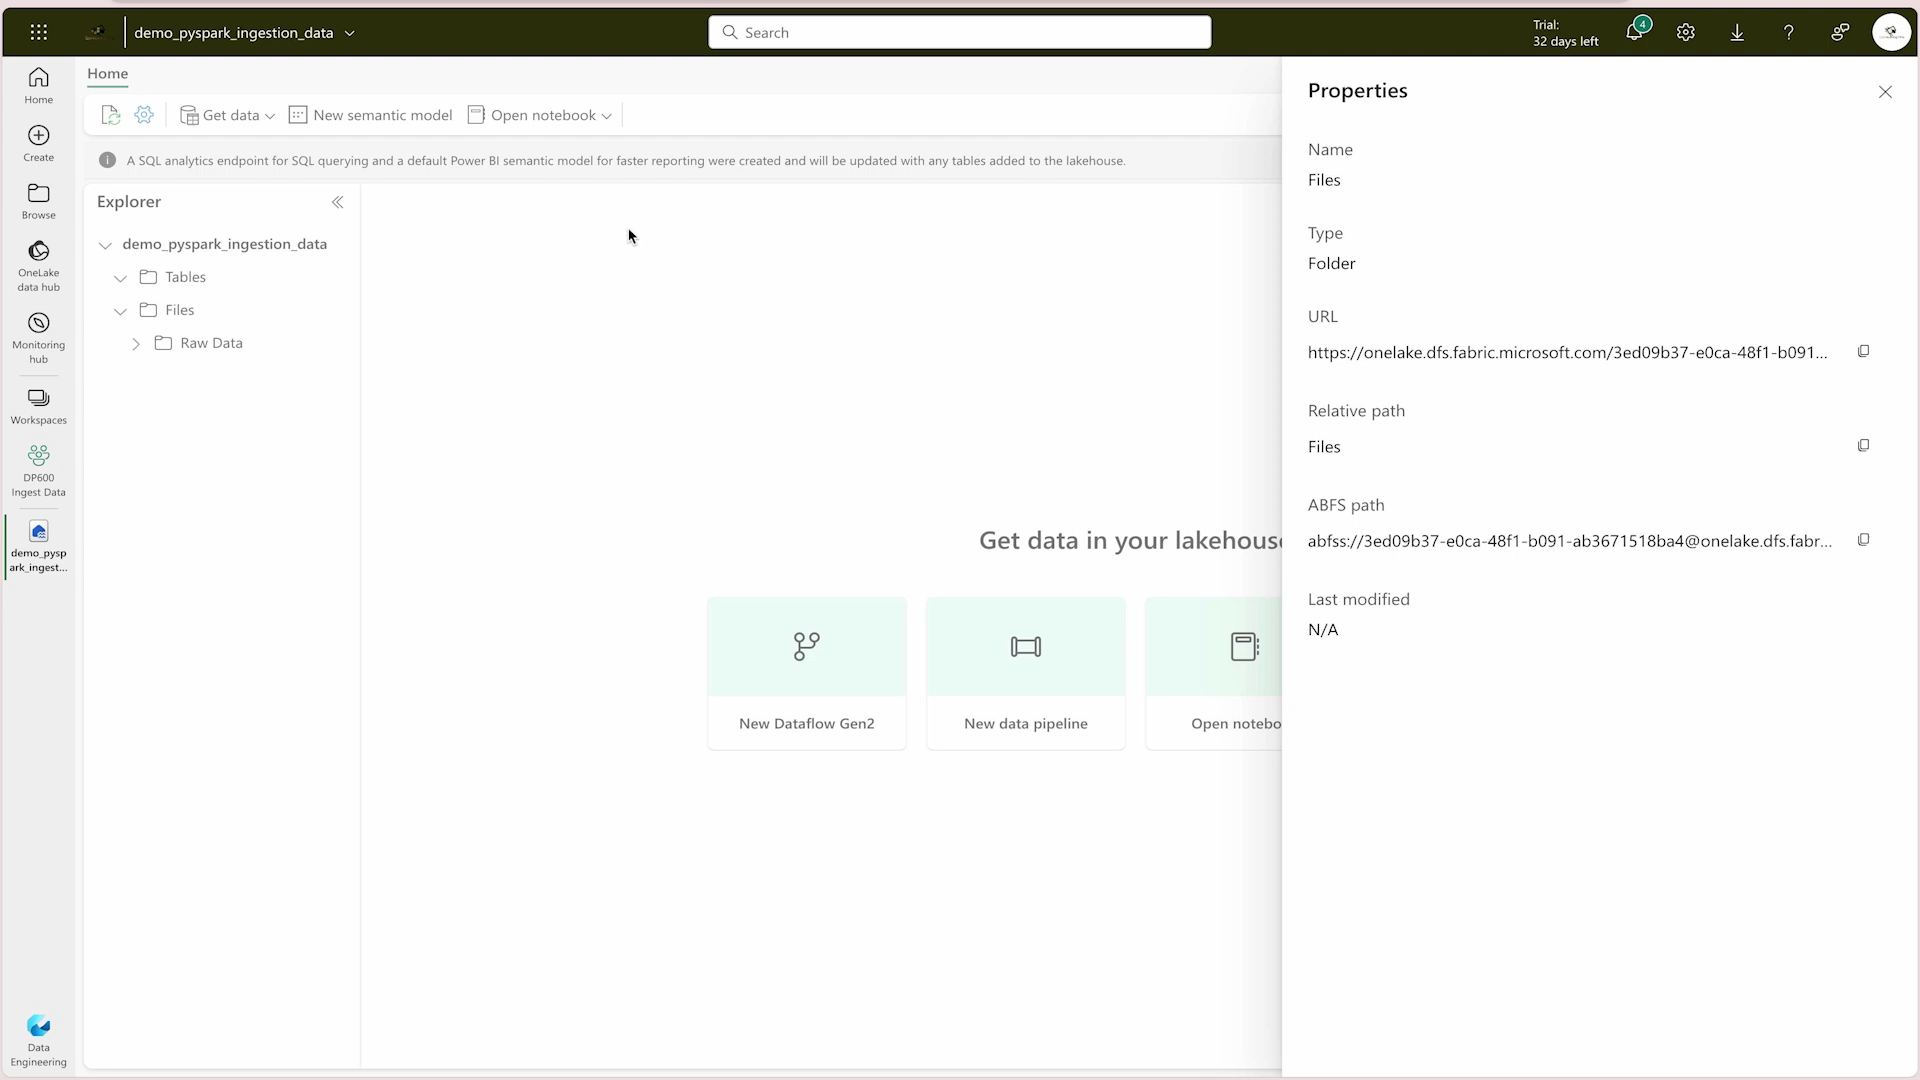 demo_pyspark_ingestion_data
Search
Trial:
32 days left
4
Home
Create
Browse
OneLake
data hub
Monitoring
hub
Workspaces
DP600
Ingest Data
demo_pysp
ark_ingest...
Data
Engineering
Home
Get data
New semantic model
Open notebook
A SQL analytics endpoint for SQL querying and a default Power BI semantic model for faster reporting were created and will be updated with any tables added to the lakehouse.
Explorer
demo_pyspark_ingestion_data
Tables
Files
Raw Data
Get data in your lakehouse
New Dataflow Gen2
New data pipeline
Open notebo
Properties
Name
Files
Type
Folder
URL
https://onelake.dfs.fabric.microsoft.com/3ed09b37-e0ca-48f1-b091...
Relative path
Files
ABFS path
abfss://3ed09b37-e0ca-48f1-b091-ab3671518ba4@onelake.dfs.fabr...
Last modified
N/A